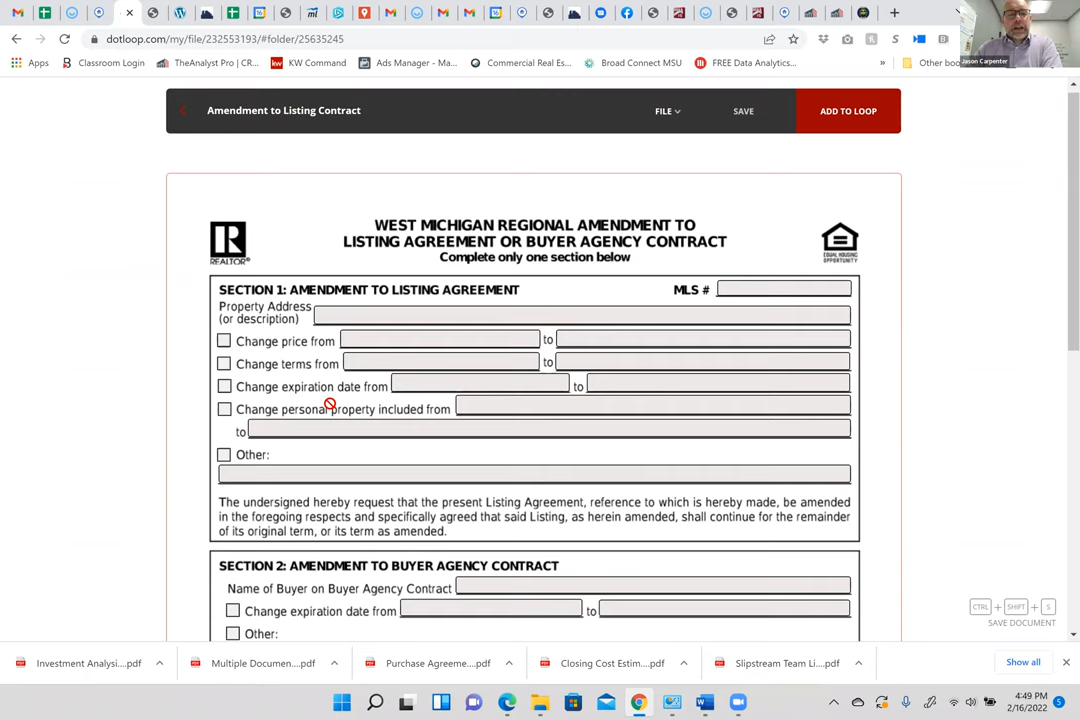 dotloop.com/my/file/232553193/#folder/25635245
Apps
Classroom Login
TheAnalyst Pro | CR...
KW Command
Ads Manager - Ma...
Commercial Real Es...
Broad Connect MSU
FREE Data Analytics...
»
Other boo
Jason Carpenter
Amendment to Listing Contract
FILE
SAVE
ADD TO LOOP
REALTOR®
WEST MICHIGAN REGIONAL AMENDMENT TO
LISTING AGREEMENT OR BUYER AGENCY CONTRACT
Complete only one section below
EQUAL HOUSING
OPPORTUNITY
SECTION 1: AMENDMENT TO LISTING AGREEMENT MLS #
Property Address
(or description)
Change price from to
Change terms from to
Change expiration date from to
Change personal property included from
to
Other:
The undersigned hereby request that the present Listing Agreement, reference to which is hereby made, be amended
in the foregoing respects and specifically agreed that said Listing, as herein amended, shall continue for the remainder
of its original term, or its term as amended.
SECTION 2: AMENDMENT TO BUYER AGENCY CONTRACT
Name of Buyer on Buyer Agency Contract
Change expiration date from to
Other:
CTRL + SHIFT + S
SAVE DOCUMENT
Investment Analysi....pdf
Multiple Documen....pdf
Purchase Agreeme....pdf
Closing Cost Estim....pdf
Slipstream Team Li....pdf
Show all
4:49 PM
2/16/2022
5